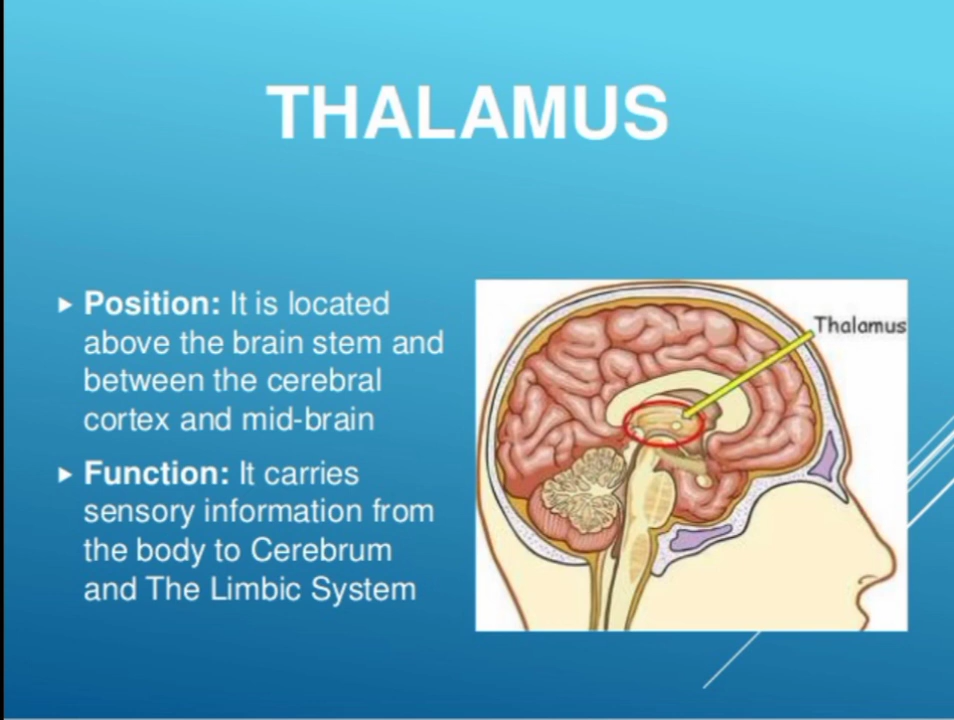 THALAMUS
Position: It is located
above the brain stem and
between the cerebral
cortex and mid-brain
Function: It carries
sensory information from
the body to Cerebrum
and The Limbic System
Thalamus